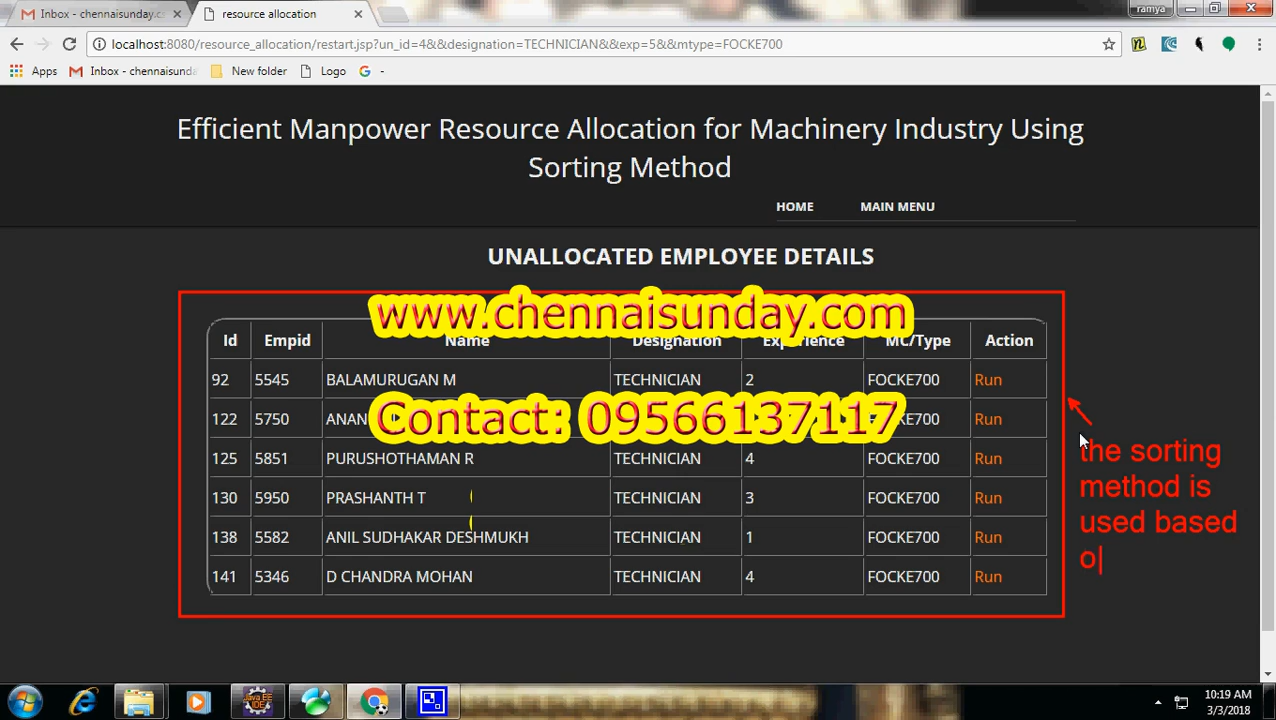 Inbox - chennaisunday.c
resource allocation
ramya
localhost:8080/resource_allocation/restart.jsp?un_id=4&&designation=TECHNICIAN&&exp=5&&mtype=FOCKE700
Apps
Inbox - chennaisunda
New folder
Logo
Efficient Manpower Resource Allocation for Machinery Industry Using
Sorting Method
HOME
MAIN MENU
UNALLOCATED EMPLOYEE DETAILS
www.chennaisunday.com
Id Empid Name Designation Experience MC/Type Action
92 5545 BALAMURUGAN M TECHNICIAN 2 FOCKE700 Run
Contact: 09566137117
122 5750 TECHNICIAN FOCKE700 Run
125 5851 PURUSHOTHAMAN R TECHNICIAN 4 FOCKE700 Run
130 5950 PRASHANTH T TECHNICIAN 3 FOCKE700 Run
138 5582 ANIL SUDHAKAR DESHMUKH TECHNICIAN 1 FOCKE700 Run
141 5346 D CHANDRA MOHAN TECHNICIAN 4 FOCKE700 Run
the sorting
method is
used based
o
10:19 AM
3/3/2018